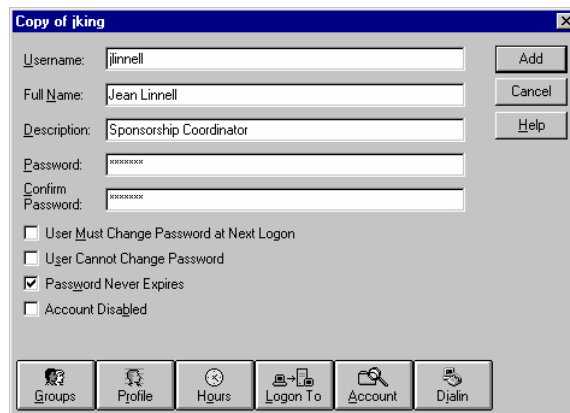 Copy of jking
Username: jlinnell
Add
Full Name: Jean Linnell
Cancel
Description: Sponsorship Coordinator
Help
Password: *******
Confirm
Password: *******
User Must Change Password at Next Logon
User Cannot Change Password
Password Never Expires
Account Disabled
Groups Profile Hours Logon To Account Dialin